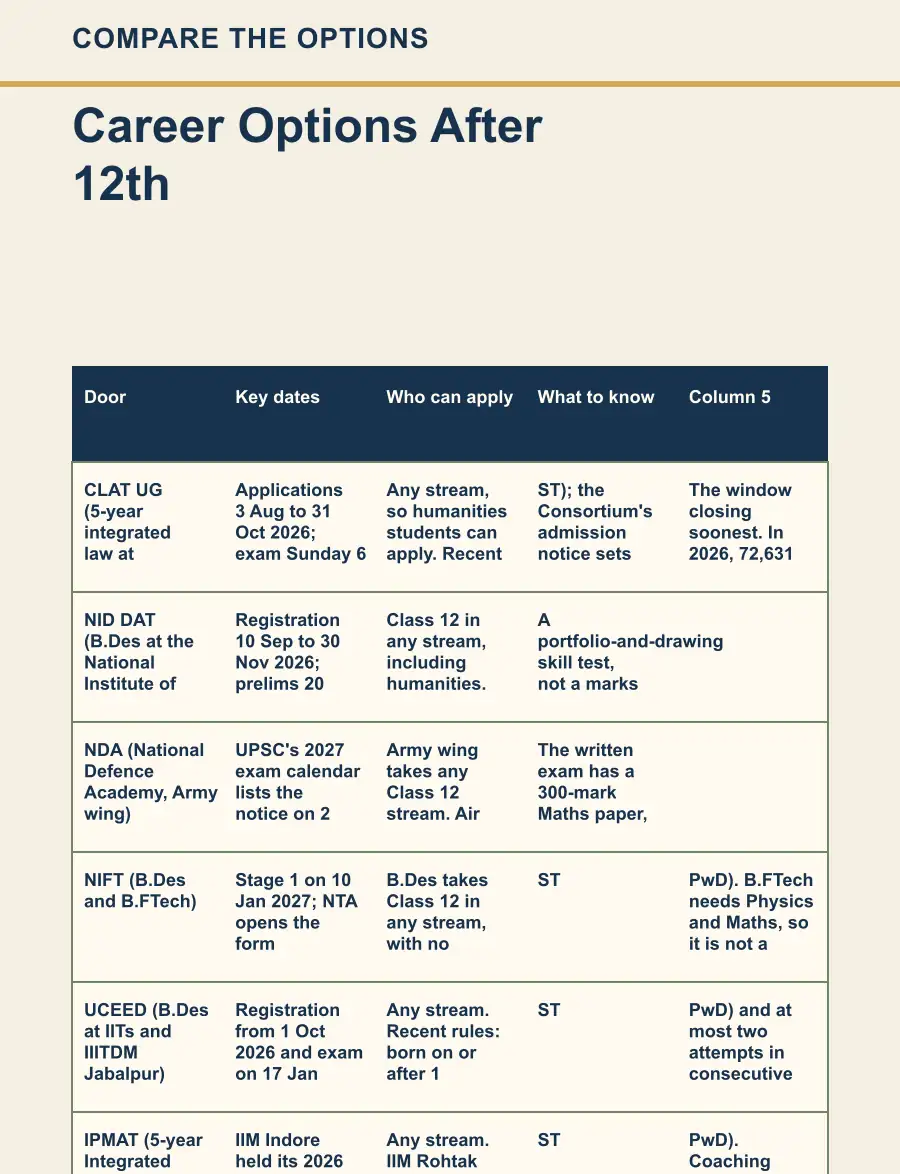 COMPARE THE OPTIONS
Career Options After
12th
Door
Key dates
Who can apply
What to know
Column 5
CLAT UG
(5-year
integrated
law at
Applications
3 Aug to 31
Oct 2026;
exam Sunday 6
Any stream,
so humanities
students can
apply. Recent
ST); the
Consortium's
admission
notice sets
The window
closing
soonest. In
2026, 72,631
NID DAT
(B.Des at the
National
Institute of
Registration
10 Sep to 30
Nov 2026;
prelims 20
Class 12 in
any stream,
including
humanities.
A
portfolio-and-drawing
skill test,
not a marks
NDA (National
Defence
Academy, Army
wing)
UPSC's 2027
exam calendar
lists the
notice on 2
Army wing
takes any
Class 12
stream. Air
The written
exam has a
300-mark
Maths paper,
NIFT (B.Des
and B.FTech)
Stage 1 on 10
Jan 2027; NTA
opens the
form
B.Des takes
Class 12 in
any stream,
with no
ST
PwD). B.FTech
needs Physics
and Maths, so
it is not a
UCEED (B.Des
at IITs and
IIITDM
Jabalpur)
Registration
from 1 Oct
2026 and exam
on 17 Jan
Any stream.
Recent rules:
born on or
after 1
ST
PwD) and at
most two
attempts in
consecutive
IPMAT (5-year
Integrated
IIM Indore
held its 2026
Any stream.
IIM Rohtak
ST
PwD).
Coaching